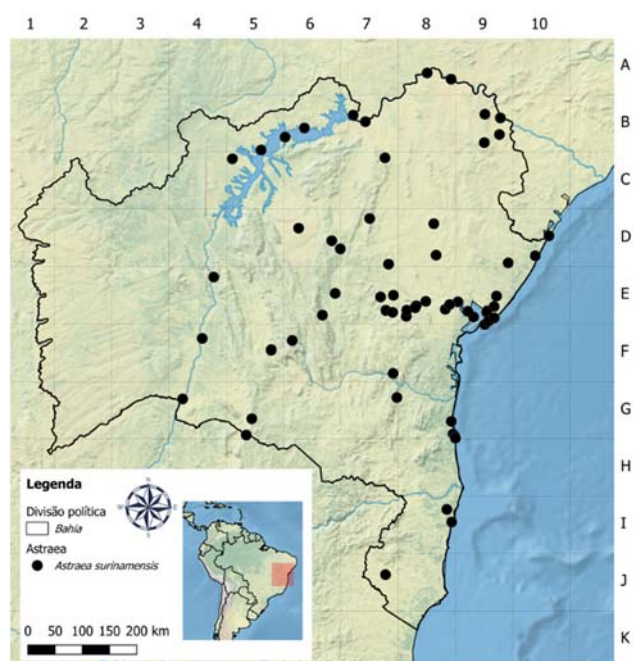 1 2 3 4 5 6 7 8 9 10
A
B
C
D
E
F
G
H
I
J
K
Legenda
Divisão política
Bahia
Astraea
Astraea surinamensis
0 50 100 150 200 km